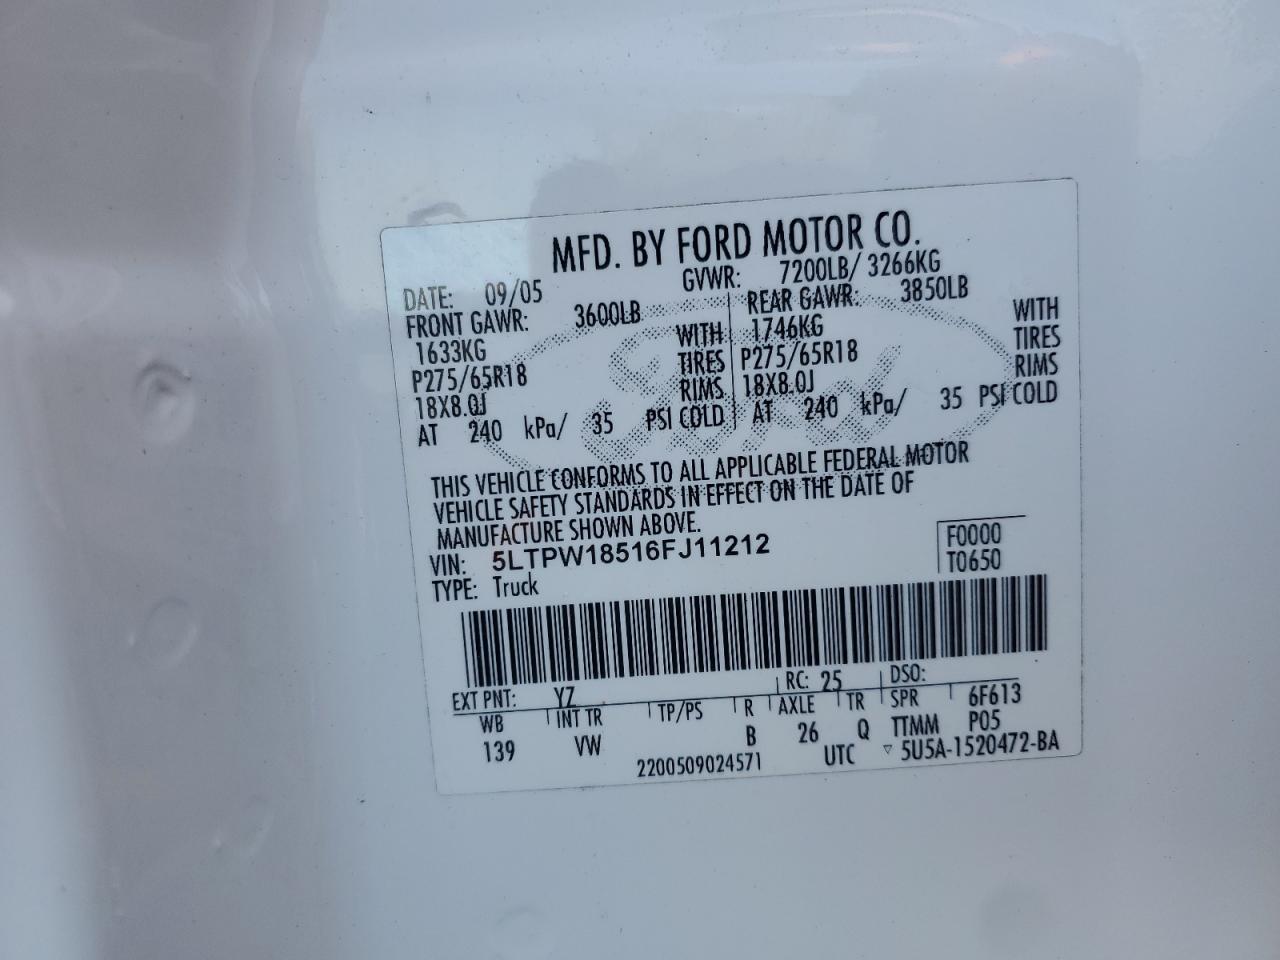 MFD. BY FORD MOTOR CO.
DATE: 09/05 GVWR: 7200LB/ 3266KG
FRONT GAWR: 3600LB REAR GAWR: 3850LB
1633KG WITH 1746KG WITH
P275/65R18 TIRES P275/65R18 TIRES
18X8.0J RIMS 18X8.0J RIMS
AT 240 kPa/ 35 PSI COLD AT 240 kPa/ 35 PSI COLD
THIS VEHICLE CONFORMS TO ALL APPLICABLE FEDERAL MOTOR
VEHICLE SAFETY STANDARDS IN EFFECT ON THE DATE OF
MANUFACTURE SHOWN ABOVE.
VIN: 5LTPW18516FJ11212 F0000
TYPE: Truck T0650
EXT PNT: YZ RC: 25 DSO:
WB INT TR TP/PS R AXLE TR SPR 6F613
139 VW B 26 Q TTMM P05
2200509024571 UTC ▽ 5U5A-1520472-BA
Ford